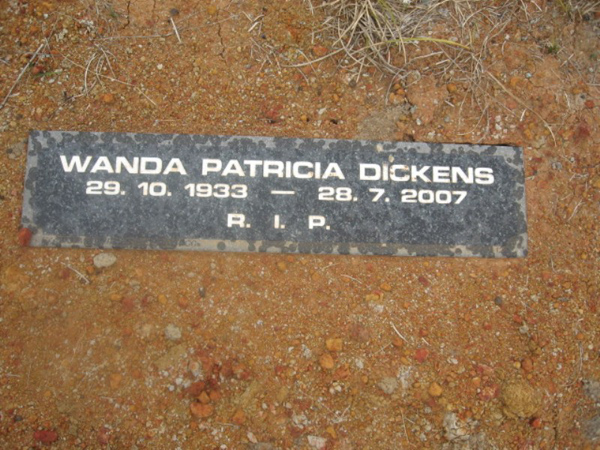 WANDA PATRICIA DICKENS
29. 10. 1933 — 28. 7. 2007
R. I. P.